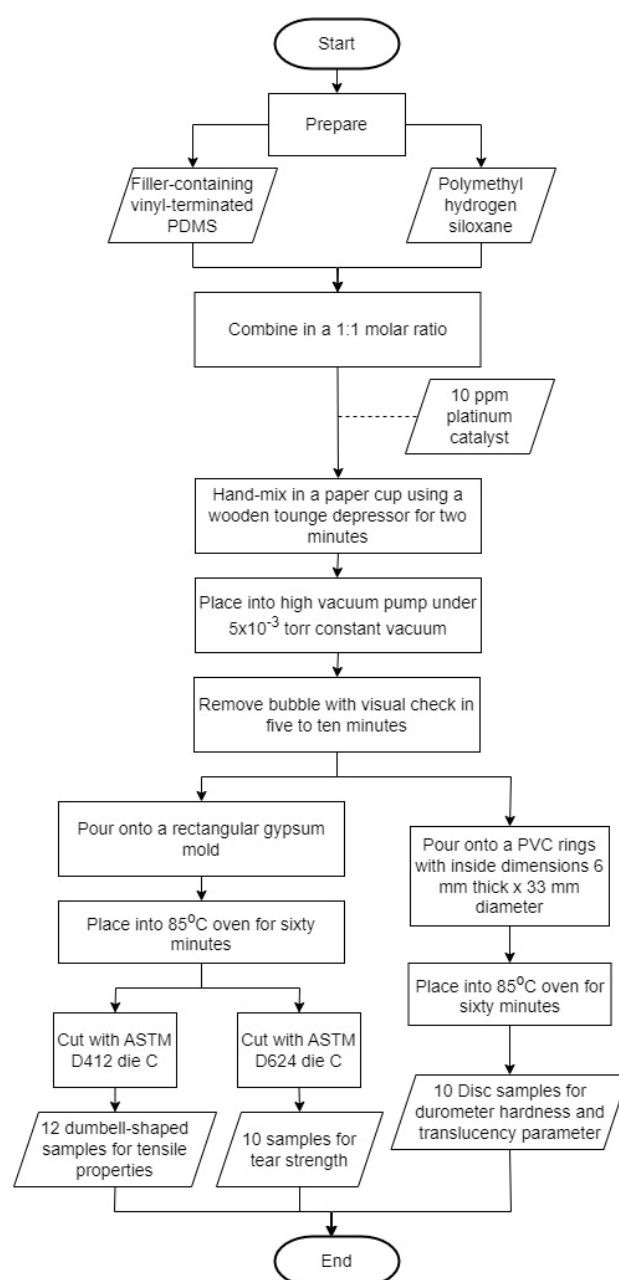 Start
Prepare
Filler-containing
vinyl-terminated
PDMS
Polymethyl
hydrogen
siloxane
Combine in a 1:1 molar ratio
10 ppm
platinum
catalyst
Hand-mix in a paper cup using a
wooden tounge depressor for two
minutes
Place into high vacuum pump under
5x10⁻³ torr constant vacuum
Remove bubble with visual check in
five to ten minutes
Pour onto a rectangular gypsum
mold
Pour onto a PVC rings
with inside dimensions 6
mm thick x 33 mm
diameter
Place into 85⁰C oven for sixty
minutes
Place into 85⁰C oven for
sixty minutes
Cut with ASTM
D412 die C
Cut with ASTM
D624 die C
10 Disc samples for
durometer hardness and
translucency parameter
12 dumbell-shaped
samples for tensile
properties
10 samples for
tear strength
End